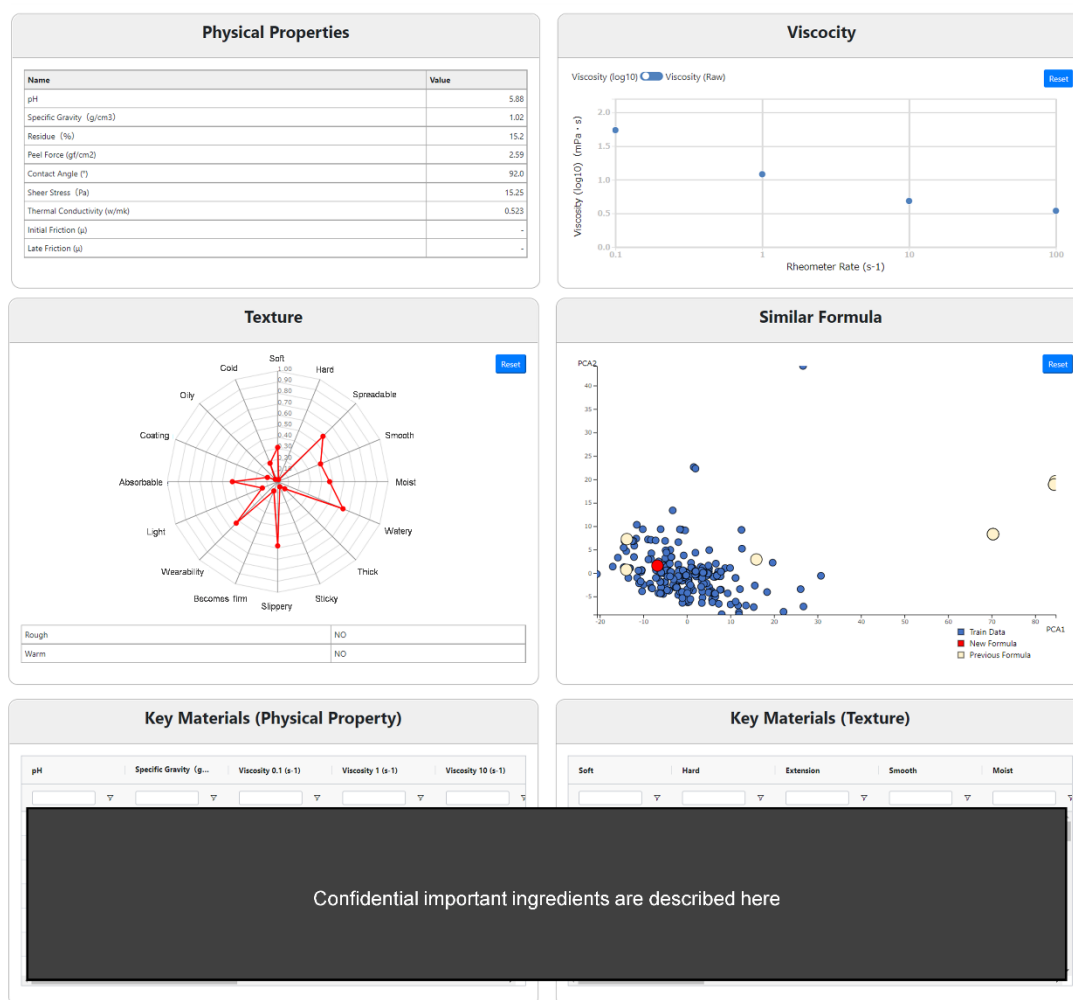 Physical Properties
Name Value
pH 5.88
Specific Gravity (g/cm3) 1.02
Residue (%) 15.2
Peel Force (gf/cm2) 2.59
Contact Angle (°) 92.0
Sheer Stress (Pa) 15.25
Thermal Conductivity (w/mk) 0.523
Initial Friction (μ) -
Late Friction (μ) -
Viscocity
Viscosity (log10) Viscosity (Raw)
Reset
Viscosity (log10) (mPa・s)
2.0
1.5
1.0
0.5
0.0
0.1 1 10 100
Rheometer Rate (s-1)
Texture
Reset
Soft
Hard
Spreadable
Smooth
Moist
Watery
Thick
Sticky
Slippery
Becomes firm
Wearability
Light
Absorbable
Coating
Oily
Cold
1.00
0.90
0.80
0.70
0.60
0.50
0.40
0.30
0.20
0.10
Rough NO
Warm NO
Similar Formula
Reset
PCA2
40
35
30
25
20
15
10
5
0
-5
-20 -10 0 10 20 30 40 50 60 70 80
PCA1
Train Data
New Formula
Previous Formula
Key Materials (Physical Property)
pH Specific Gravity (g... Viscosity 0.1 (s-1) Viscosity 1 (s-1) Viscosity 10 (s-1)
Key Materials (Texture)
Soft Hard Extension Smooth Moist
Confidential important ingredients are described here